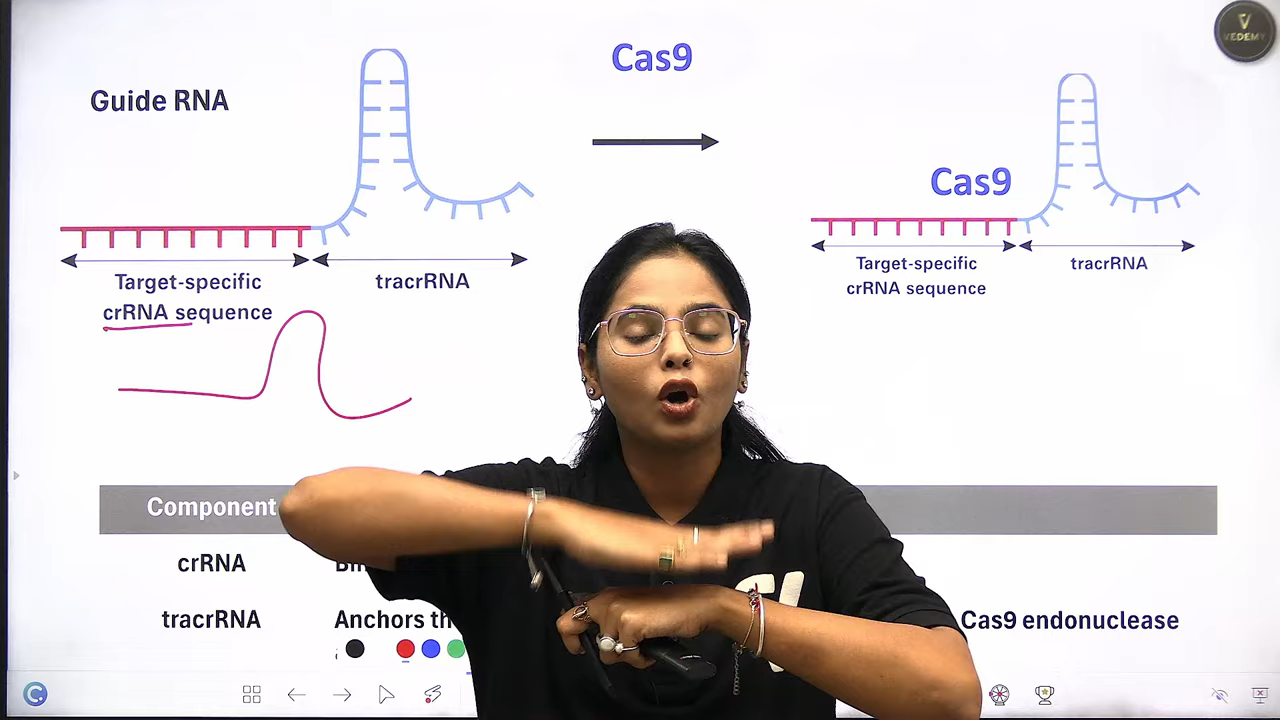 VEDEMY
Cas9
Guide RNA
Cas9
Target-specific
crRNA sequence
tracrRNA
Target-specific
crRNA sequence
tracrRNA
Component
crRNA
tracrRNA Anchors th Cas9 endonuclease